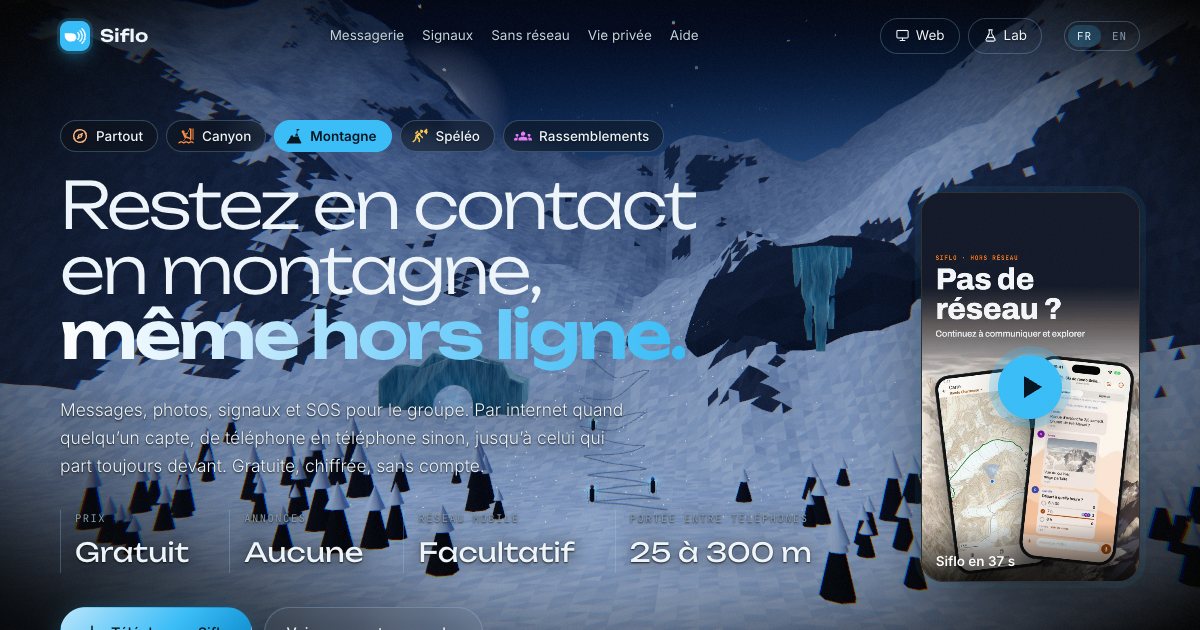 Siflo
Messagerie Signaux Sans réseau Vie privée Aide
Web Lab FR EN
Partout Canyon Montagne Spéléo Rassemblements
Restez en contact
en montagne,
même hors ligne.
Messages, photos, signaux et SOS pour le groupe. Par internet quand
quelqu'un capte, de téléphone en téléphone sinon, jusqu'à celui qui
part toujours devant. Gratuite, chiffrée, sans compte.
PRIX ANNONCES RÉSEAU MOBILE PORTÉE ENTRE TÉLÉPHONES
Gratuit Aucune Facultatif 25 à 300 m
SIFLO · HORS RÉSEAU
Pas de
réseau ?
Continuez à communiquer et explorer
Siflo en 37 s